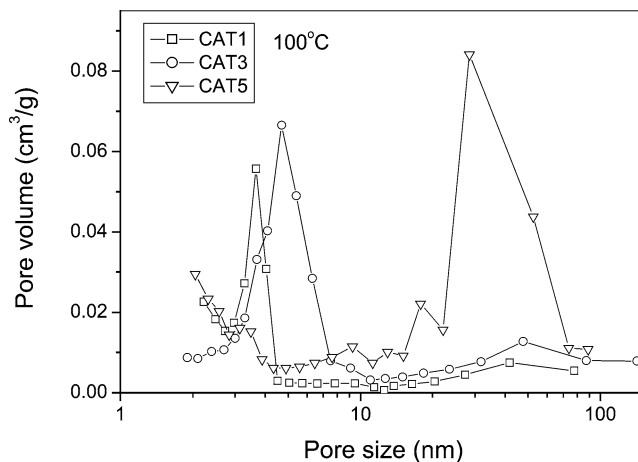 CAT1
CAT3
CAT5
100°C
0.08
0.06
0.04
0.02
0.00
Pore volume (cm³/g)
1
10
100
Pore size (nm)